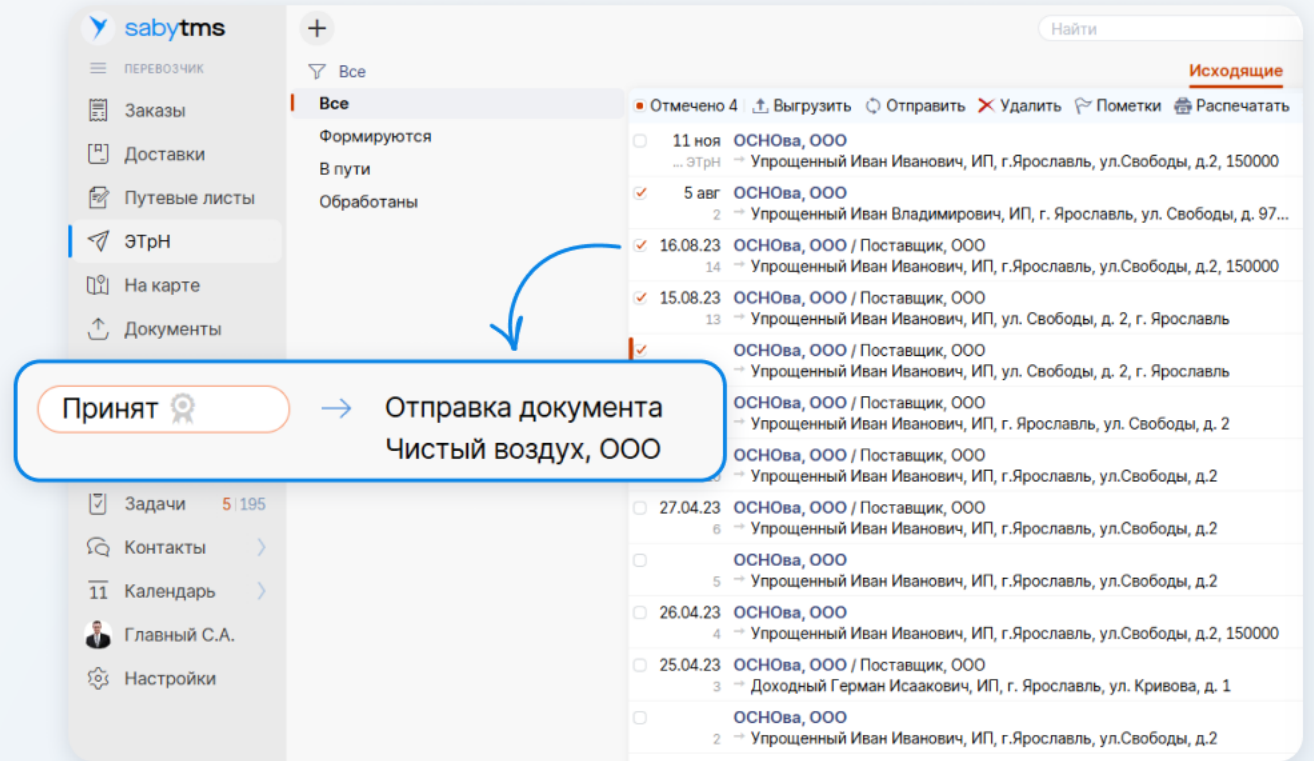 sabytms
Найти
ПЕРЕВОЗЧИК
Все
Исходящие
Заказы
Доставки
Путевые листы
ЭТрН
На карте
Документы
Все
Формируются
В пути
Обработаны
Отмечено 4 Выгрузить Отправить Удалить Пометки Распечатать
11 ноя ОСНОва, ООО
... ЭТрН → Упрощенный Иван Иванович, ИП, г.Ярославль, ул.Свободы, д.2, 150000
5 авг ОСНОва, ООО
2 → Упрощенный Иван Владимирович, ИП, г. Ярославль, ул. Свободы, д. 97...
16.08.23 ОСНОва, ООО / Поставщик, ООО
14 → Упрощенный Иван Иванович, ИП, г.Ярославль, ул.Свободы, д.2, 150000
15.08.23 ОСНОва, ООО / Поставщик, ООО
13 → Упрощенный Иван Иванович, ИП, ул. Свободы, д. 2, г. Ярославль
ОСНОва, ООО / Поставщик, ООО
→ Упрощенный Иван Иванович, ИП, ул. Свободы, д. 2, г. Ярославль
Принят → Отправка документа
Чистый воздух, ООО
ОСНОва, ООО / Поставщик, ООО
Упрощенный Иван Иванович, ИП, г. Ярославль, ул. Свободы, д. 2
ОСНОва, ООО / Поставщик, ООО
→ Упрощенный Иван Иванович, ИП, г.Ярославль, ул.Свободы, д.2
27.04.23 ОСНОва, ООО / Поставщик, ООО
6 → Упрощенный Иван Иванович, ИП, г.Ярославль, ул.Свободы, д.2
ОСНОва, ООО
5 → Упрощенный Иван Иванович, ИП, г.Ярославль, ул.Свободы, д.2
26.04.23 ОСНОва, ООО
4 → Упрощенный Иван Иванович, ИП, г.Ярославль, ул.Свободы, д.2, 150000
25.04.23 ОСНОва, ООО / Поставщик, ООО
3 → Доходный Герман Исаакович, ИП, г. Ярославль, ул. Кривова, д. 1
ОСНОва, ООО
2 → Упрощенный Иван Иванович, ИП, г.Ярославль, ул.Свободы, д.2
Задачи 5 | 195
Контакты
11 Календарь
Главный С.А.
Настройки